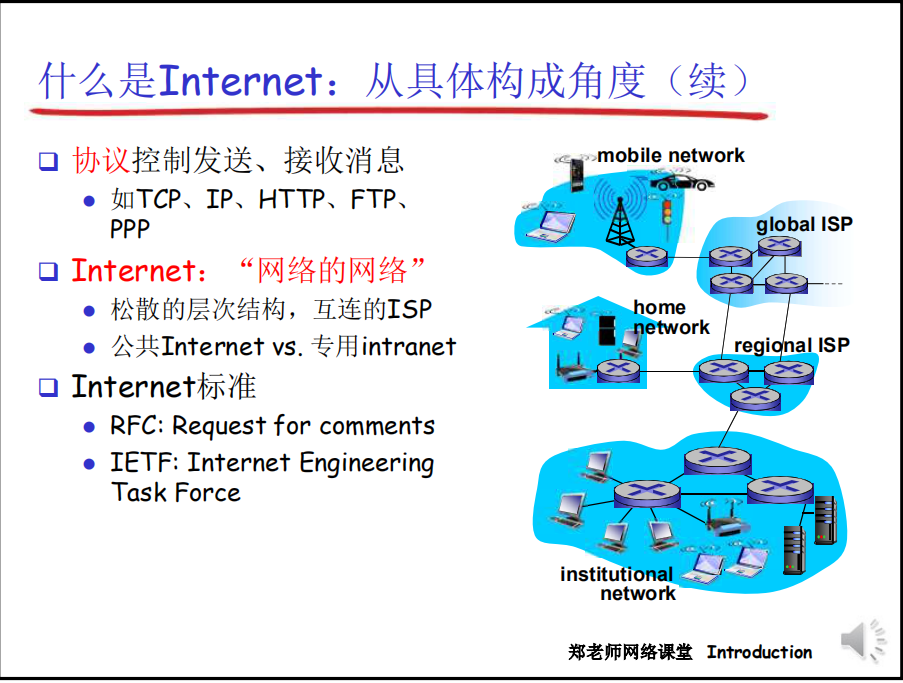 什么是Internet：从具体构成角度（续）
协议控制发送、接收消息
如TCP、IP、HTTP、FTP、
PPP
Internet：“网络的网络”
松散的层次结构，互连的ISP
公共Internet vs. 专用intranet
Internet标准
RFC: Request for comments
IETF: Internet Engineering
Task Force
mobile network
global ISP
home
network
regional ISP
institutional
network
郑老师网络课堂 Introduction